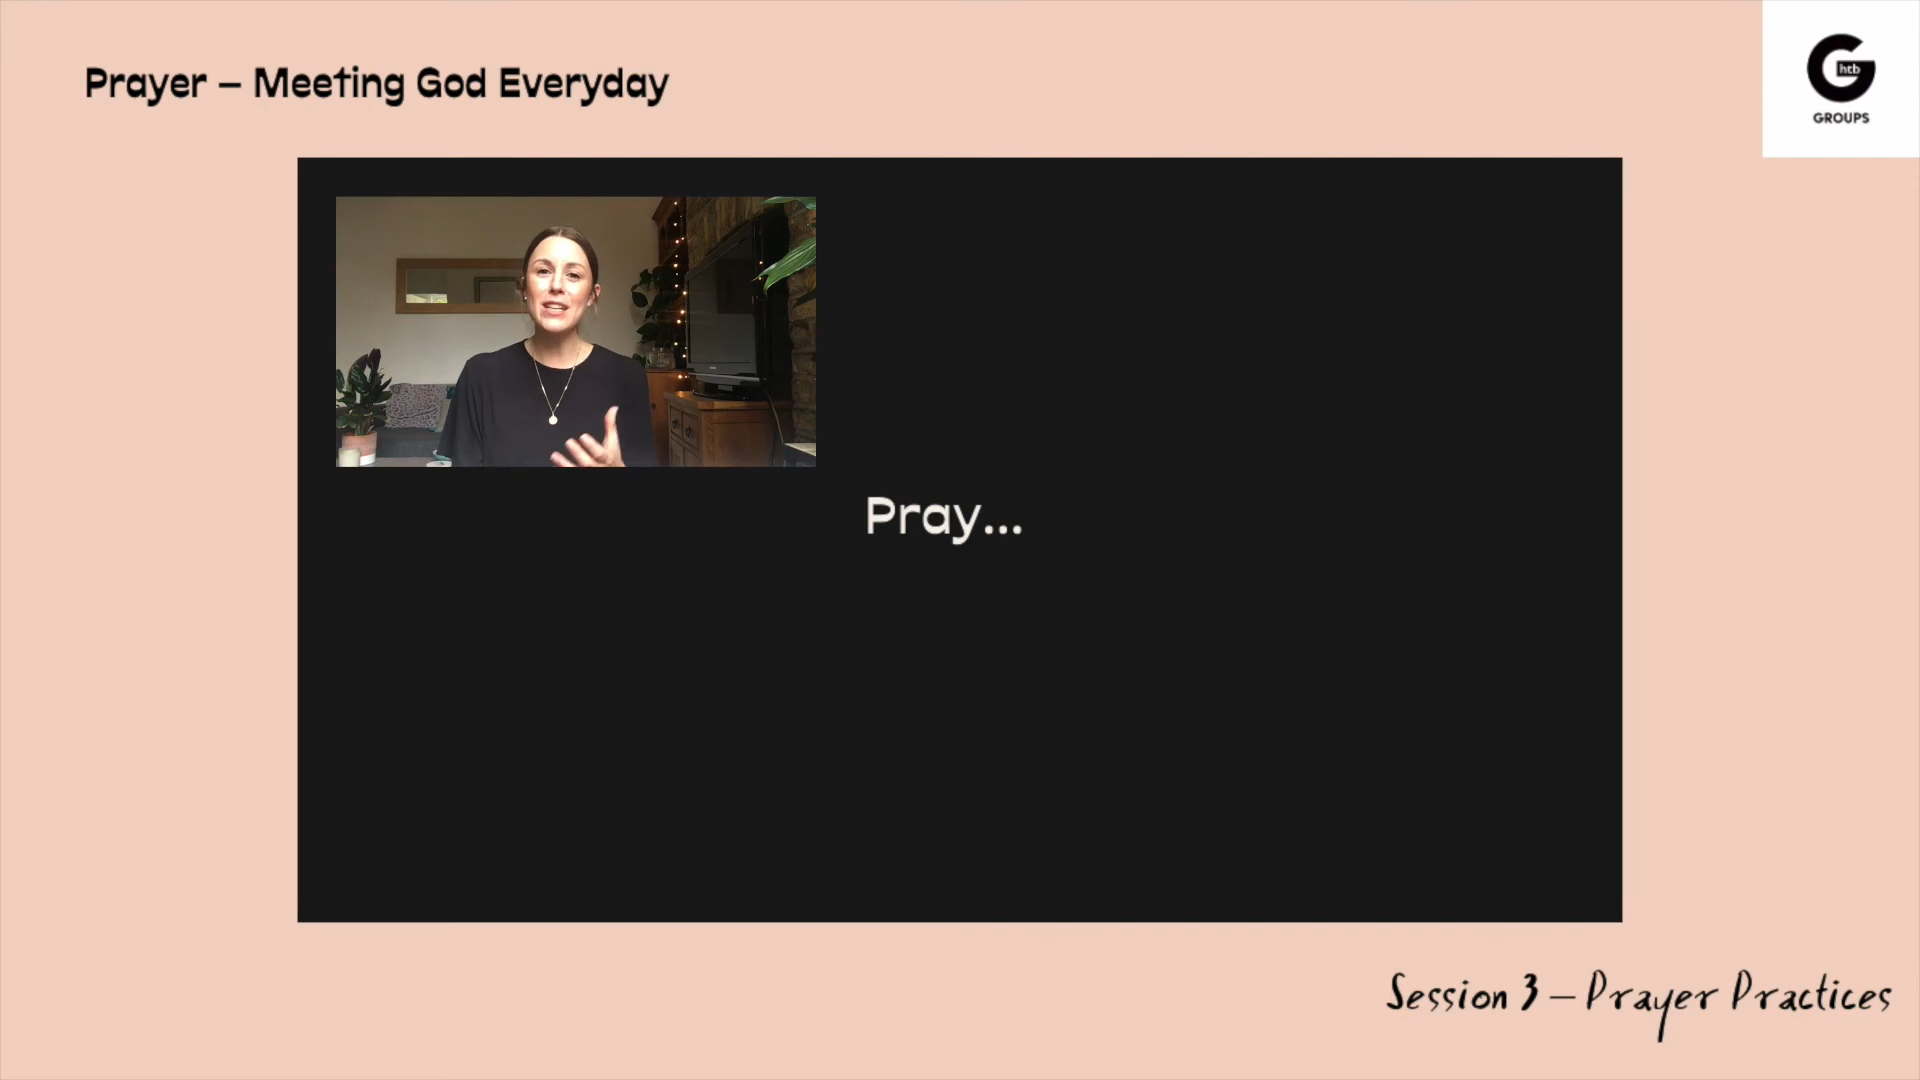 Prayer – Meeting God Everyday
htb
GROUPS
Pray...
Session 3 – Prayer Practices